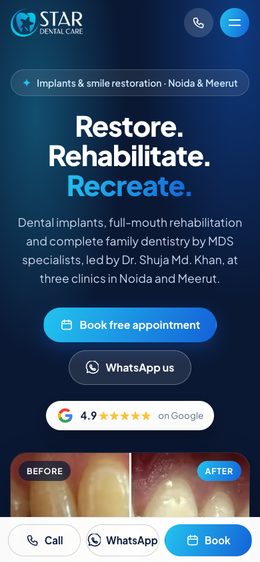 STAR
DENTAL CARE
Implants & smile restoration · Noida & Meerut
Restore.
Rehabilitate.
Recreate.
Dental implants, full-mouth rehabilitation
and complete family dentistry by MDS
specialists, led by Dr. Shuja Md. Khan, at
three clinics in Noida and Meerut.
Book free appointment
WhatsApp us
4.9 ★★★★★ on Google
BEFORE
AFTER
Call
WhatsApp
Book